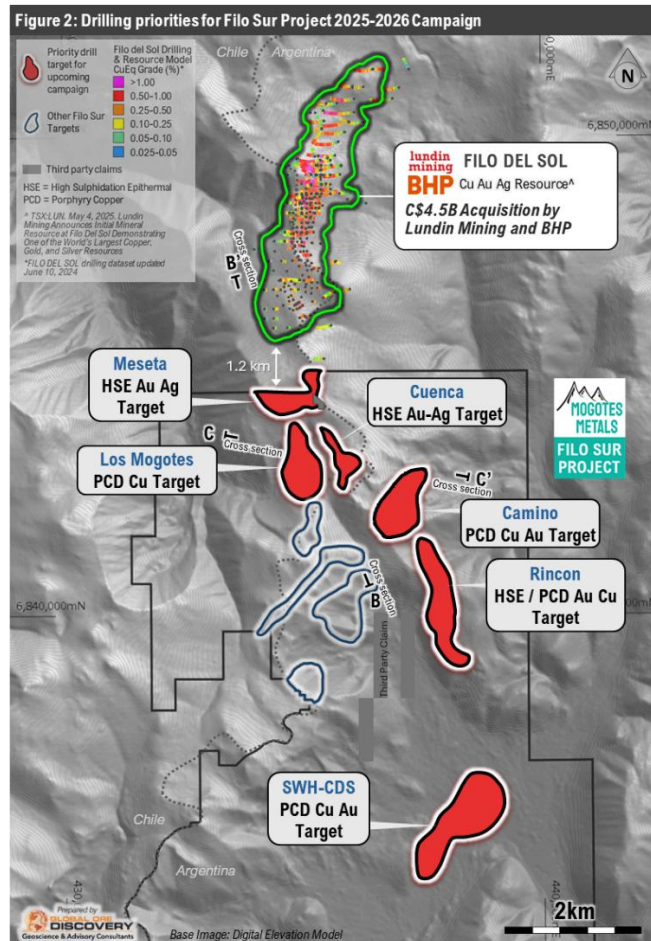 Figure 2: Drilling priorities for Filo Sur Project 2025-2026 Campaign
Priority drill
target for
upcoming
campaign
Other Filo Sur
Targets
Third party claims
HSE = High Sulphidation Epithermal
PCD = Porphyry Copper
^ TSX:LUN. May 4, 2025. Lundin
Mining Announces Initial Mineral
Resource at Filo Del Sol Demonstrating
One of the World's Largest Copper,
Gold, and Silver Resources
*FILO DEL SOL drilling dataset updated
June 10, 2024
Filo del Sol Drilling
& Resource Model
CuEq Grade (%)*
>1.00
0.50-1.00
0.25-0.50
0.10-0.25
0.05-0.10
0.025-0.05
Chile
Argentina
N
6,850,000mN
lundin
mining
BHP
FILO DEL SOL
Cu Au Ag Resource^
C$4.5B Acquisition by
Lundin Mining and BHP
Cross section
B'
1.2 km
Meseta
HSE Au Ag
Target
Cuenca
HSE Au-Ag Target
MOGOTES
METALS
FILO SUR
PROJECT
C
Cross section
Los Mogotes
PCD Cu Target
C'
Cross section
Camino
PCD Cu Au Target
Rincon
HSE / PCD Au Cu
Target
6,840,000mN
Cross section
B
Third Party Claim
SWH-CDS
PCD Cu Au
Target
Chile
Argentina
2km
Prepared by
GLOBAL ORE
DISCOVERY
Geoscience & Advisory Consultants
Base Image: Digital Elevation Model